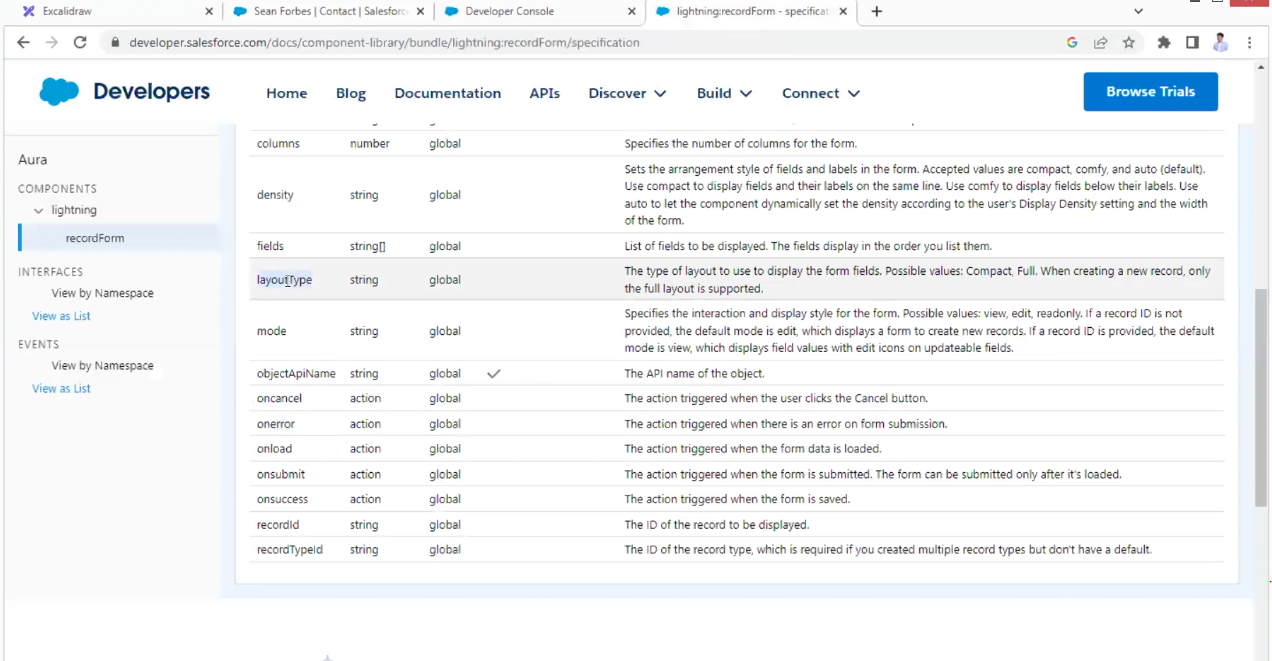 Excalidraw
Sean Forbes | Contact | Salesforc
Developer Console
lightning:recordForm - specificat
developer.salesforce.com/docs/component-library/bundle/lightning:recordForm/specification
Developers
Home
Blog
Documentation
APIs
Discover
Build
Connect
Browse Trials
Aura
COMPONENTS
lightning
recordForm
INTERFACES
View by Namespace
View as List
EVENTS
View by Namespace
View as List
columns number global Specifies the number of columns for the form.
Sets the arrangement style of fields and labels in the form. Accepted values are compact, comfy, and auto (default).
density string global Use compact to display fields and their labels on the same line. Use comfy to display fields below their labels. Use
auto to let the component dynamically set the density according to the user's Display Density setting and the width
of the form.
fields string[] global List of fields to be displayed. The fields display in the order you list them.
layoutType string global The type of layout to use to display the form fields. Possible values: Compact, Full. When creating a new record, only
the full layout is supported.
Specifies the interaction and display style for the form. Possible values: view, edit, readonly. If a record ID is not
mode string global provided, the default mode is edit, which displays a form to create new records. If a record ID is provided, the default
mode is view, which displays field values with edit icons on updateable fields.
objectApiName string global ✓ The API name of the object.
oncancel action global The action triggered when the user clicks the Cancel button.
onerror action global The action triggered when there is an error on form submission.
onload action global The action triggered when the form data is loaded.
onsubmit action global The action triggered when the form is submitted. The form can be submitted only after it's loaded.
onsuccess action global The action triggered when the form is saved.
recordId string global The ID of the record to be displayed.
recordTypeId string global The ID of the record type, which is required if you created multiple record types but don't have a default.